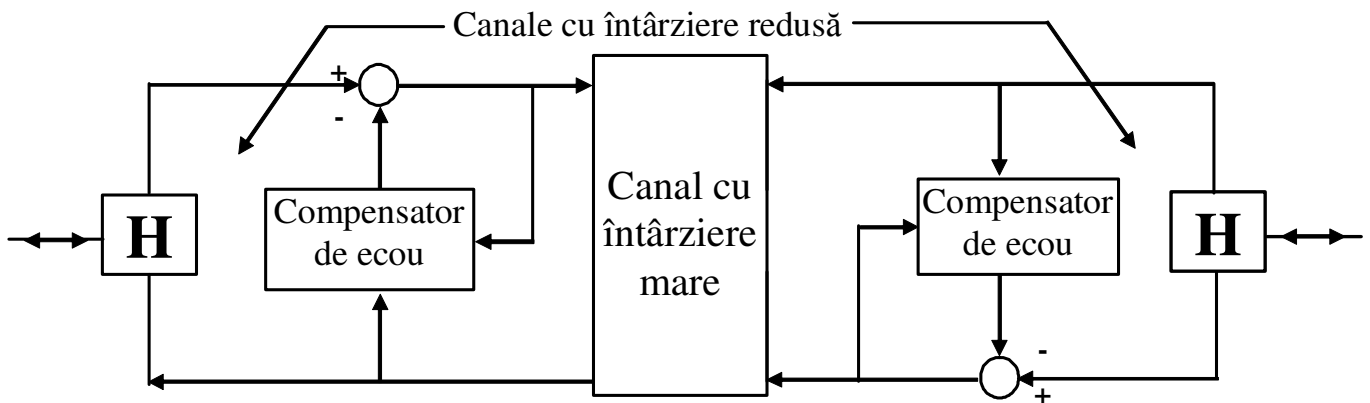 Canale cu întârziere redusă
+
-
H
Compensator
de ecou
Canal cu
întârziere
mare
Compensator
de ecou
H
-
+